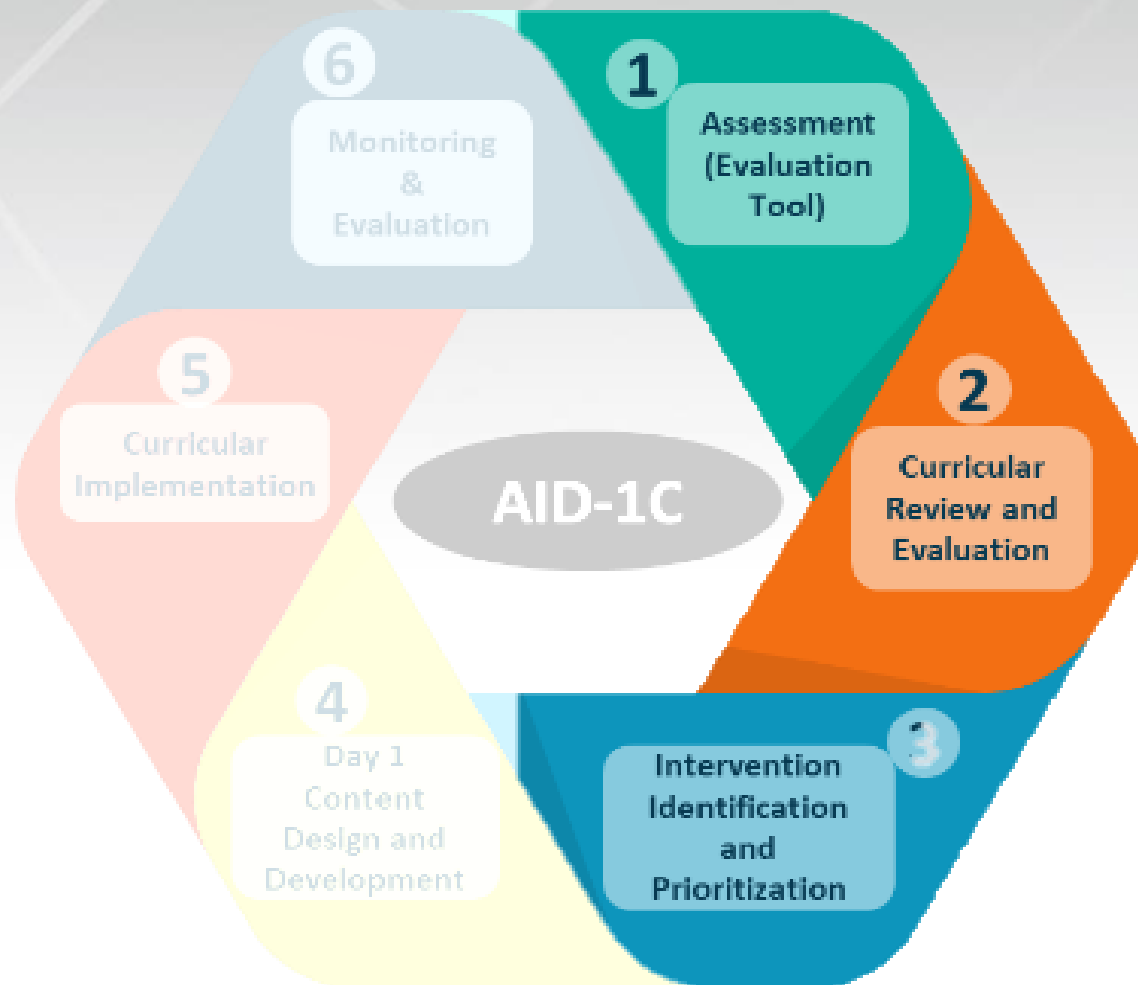 1
Assessment
(Evaluation
Tool)
2
Curricular
Review and
Evaluation
3
Intervention
Identification
and
Prioritization
4
Day 1
Content
Design and
Development
5
Curricular
Implementation
6
Monitoring
&
Evaluation
AID-1C